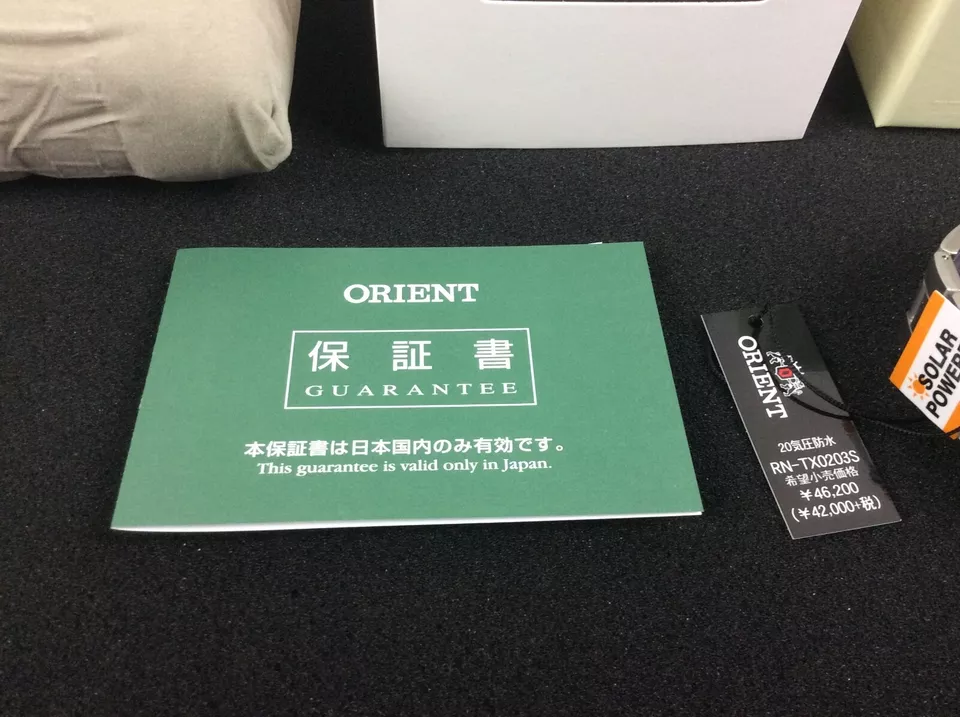 ORIENT
保証書
GUARANTEE
本保証書は日本国内のみ有効です。
This guarantee is valid only in Japan.
ORIENT
20気圧防水
RN-TX0203S
希望小売価格
¥46,200
(¥42,000+税)
SOLAR